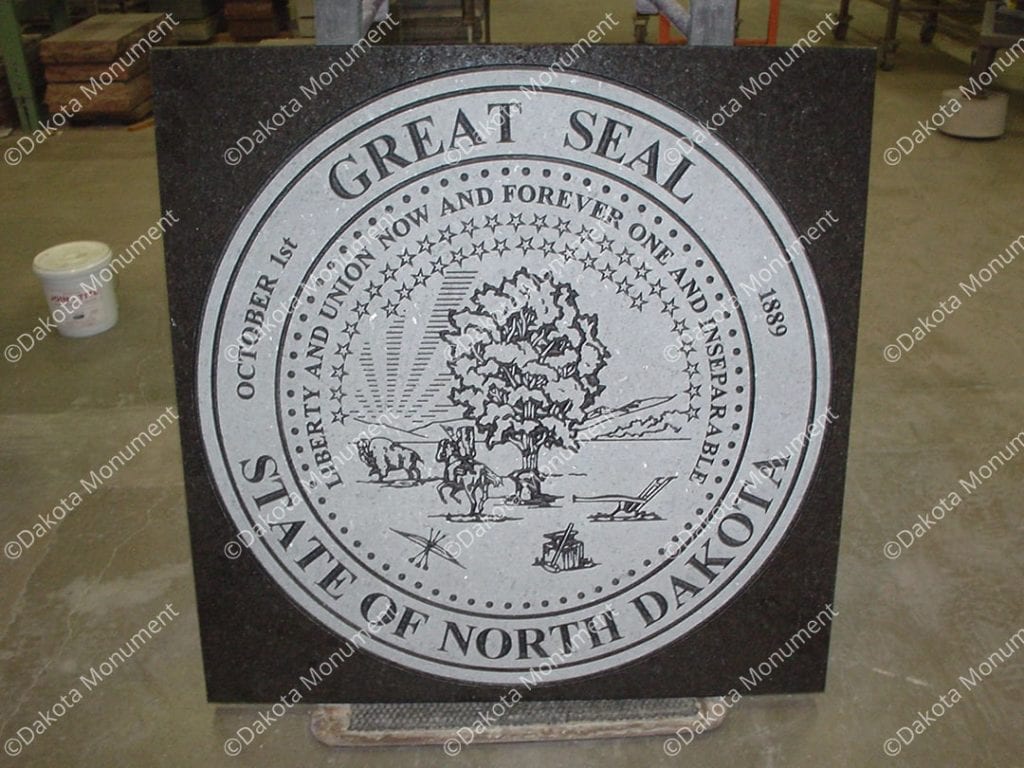 GREAT SEAL
OCTOBER 1st
1889
LIBERTY AND UNION NOW AND FOREVER ONE AND INSEPARABLE
STATE OF NORTH DAKOTA
©Dakota Monument